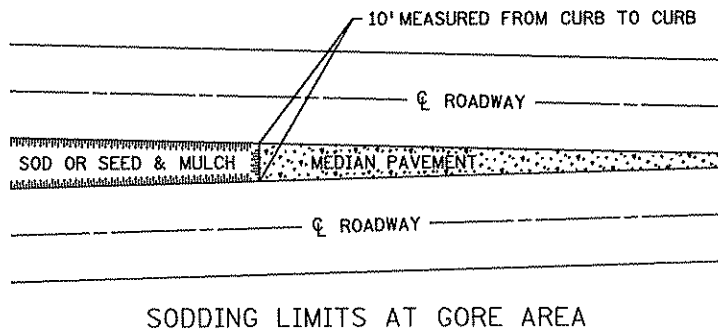 10' MEASURED FROM CURB TO CURB
℄ ROADWAY
SOD OR SEED & MULCH
MEDIAN PAVEMENT
℄ ROADWAY
SODDING LIMITS AT GORE AREA